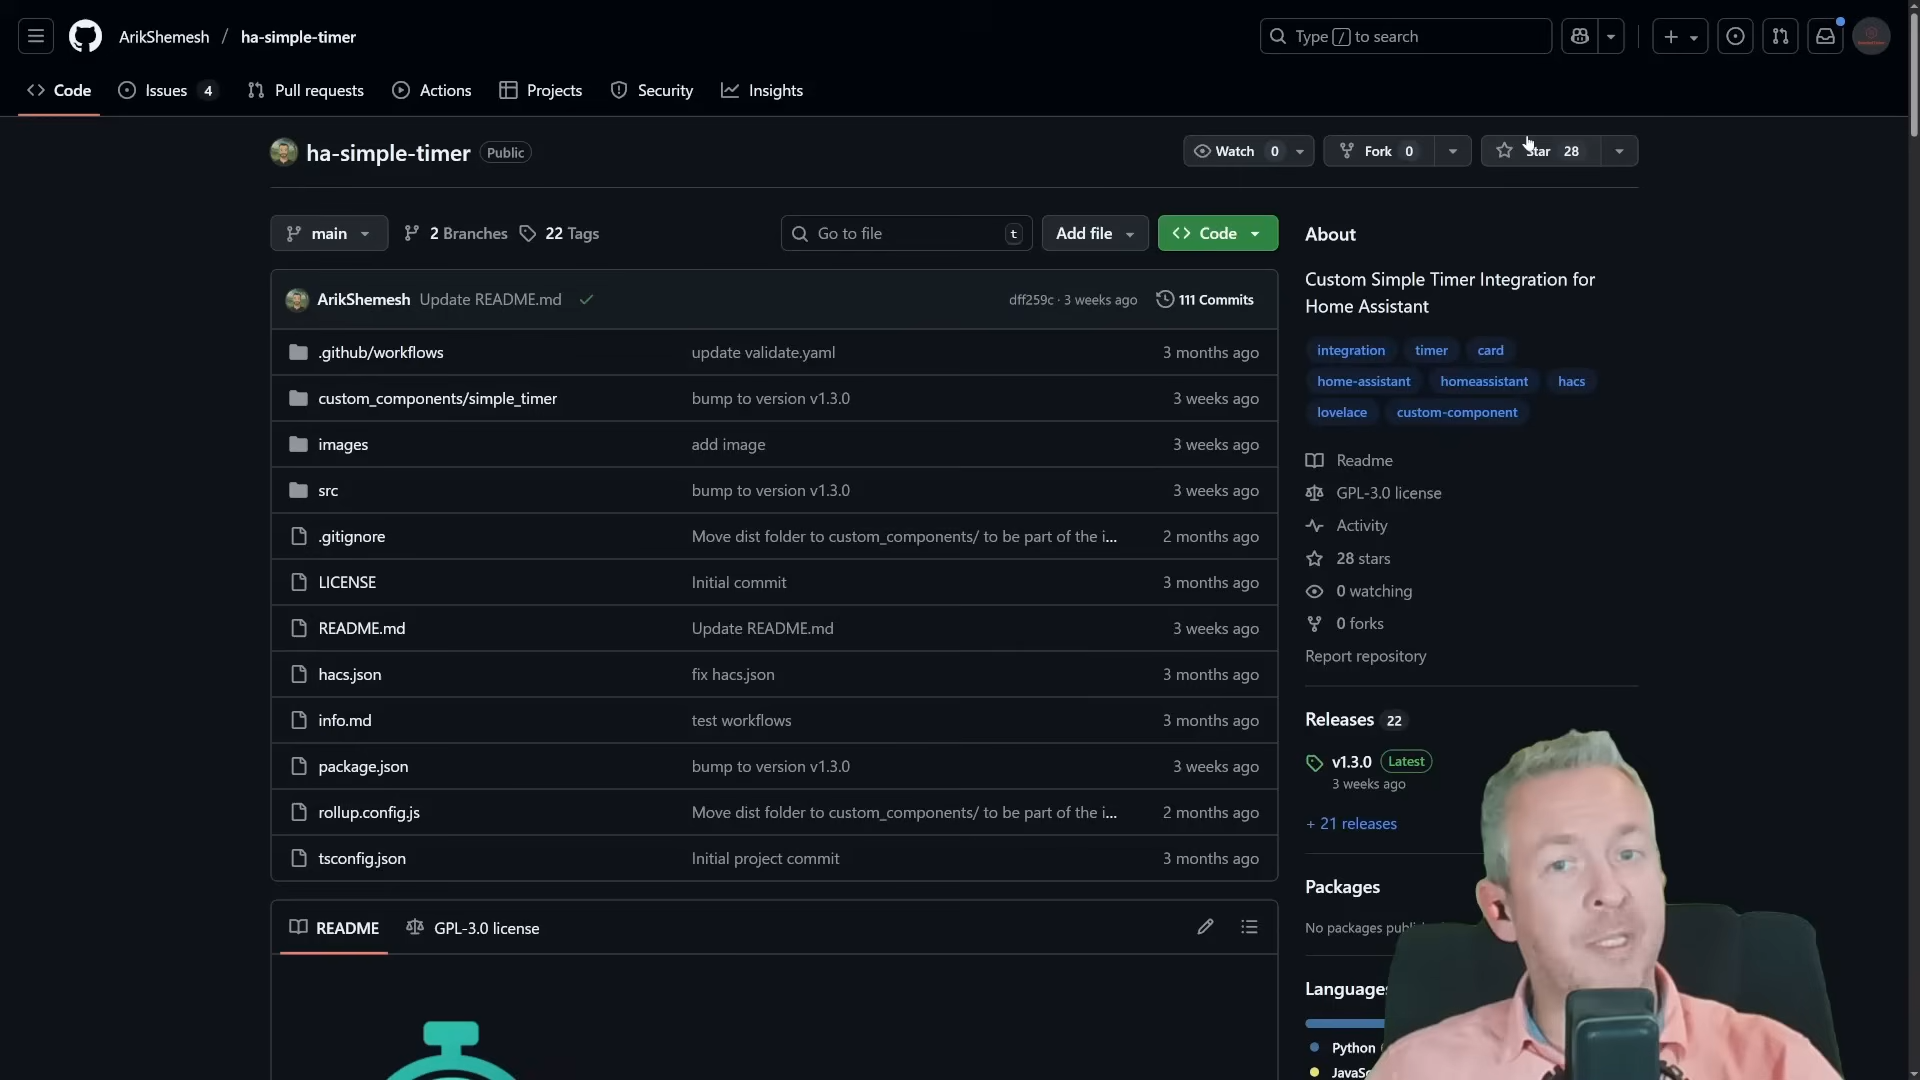 ArikShemesh / ha-simple-timer
Type / to search
Code Issues 4 Pull requests Actions Projects Security Insights
ha-simple-timer Public
Watch 0 Fork 0 Star 28
main 2 Branches 22 Tags Go to file t Add file Code
ArikShemesh Update README.md dff259c · 3 weeks ago 111 Commits
.github/workflows update validate.yaml 3 months ago
custom_components/simple_timer bump to version v1.3.0 3 weeks ago
images add image 3 weeks ago
src bump to version v1.3.0 3 weeks ago
.gitignore Move dist folder to custom_components/ to be part of the i... 2 months ago
LICENSE Initial commit 3 months ago
README.md Update README.md 3 weeks ago
hacs.json fix hacs.json 3 months ago
info.md test workflows 3 months ago
package.json bump to version v1.3.0 3 weeks ago
rollup.config.js Move dist folder to custom_components/ to be part of the i... 2 months ago
tsconfig.json Initial project commit 3 months ago
README GPL-3.0 license
About
Custom Simple Timer Integration for
Home Assistant
integration timer card
home-assistant homeassistant hacs
lovelace custom-component
Readme
GPL-3.0 license
Activity
28 stars
0 watching
0 forks
Report repository
Releases 22
v1.3.0 Latest
3 weeks ago
+ 21 releases
Packages
No packages
Python